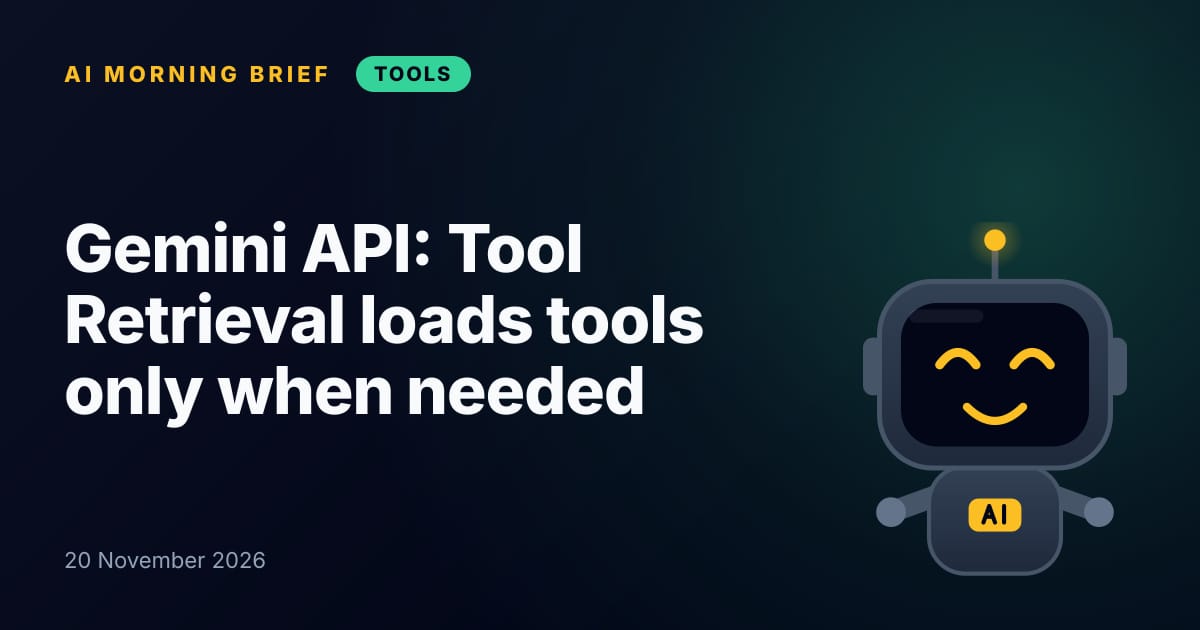 AI MORNING BRIEF TOOLS
Gemini API: Tool
Retrieval loads tools
only when needed
AI
20 November 2026